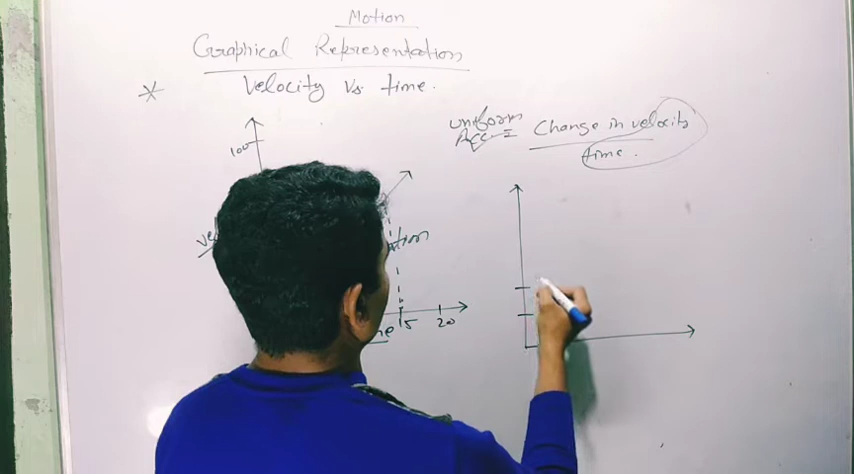 Motion
Graphical Representation
* Velocity Vs time.
uniform Change in velocity
Acc = time.
100
15 20